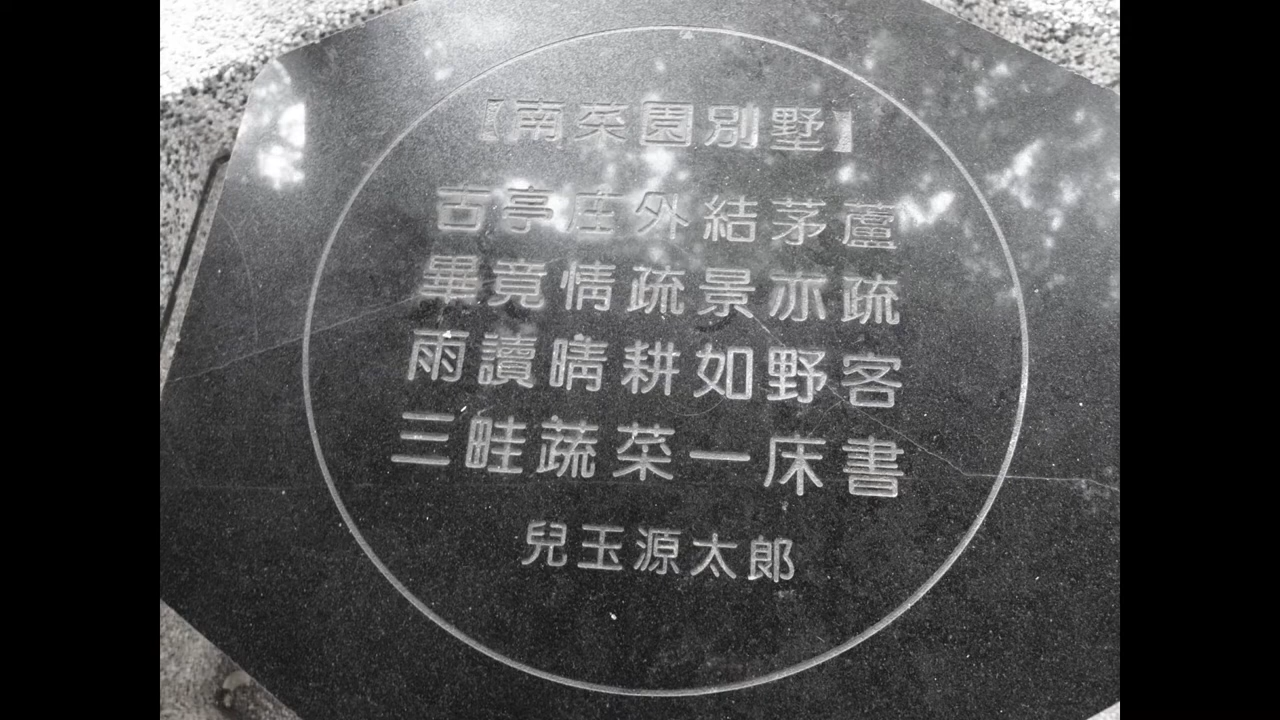 【南菜園別墅】
古亭庄外結茅蘆
畢竟情疏景亦疏
雨讀晴耕如野客
三畦蔬菜一床書
兒玉源太郎